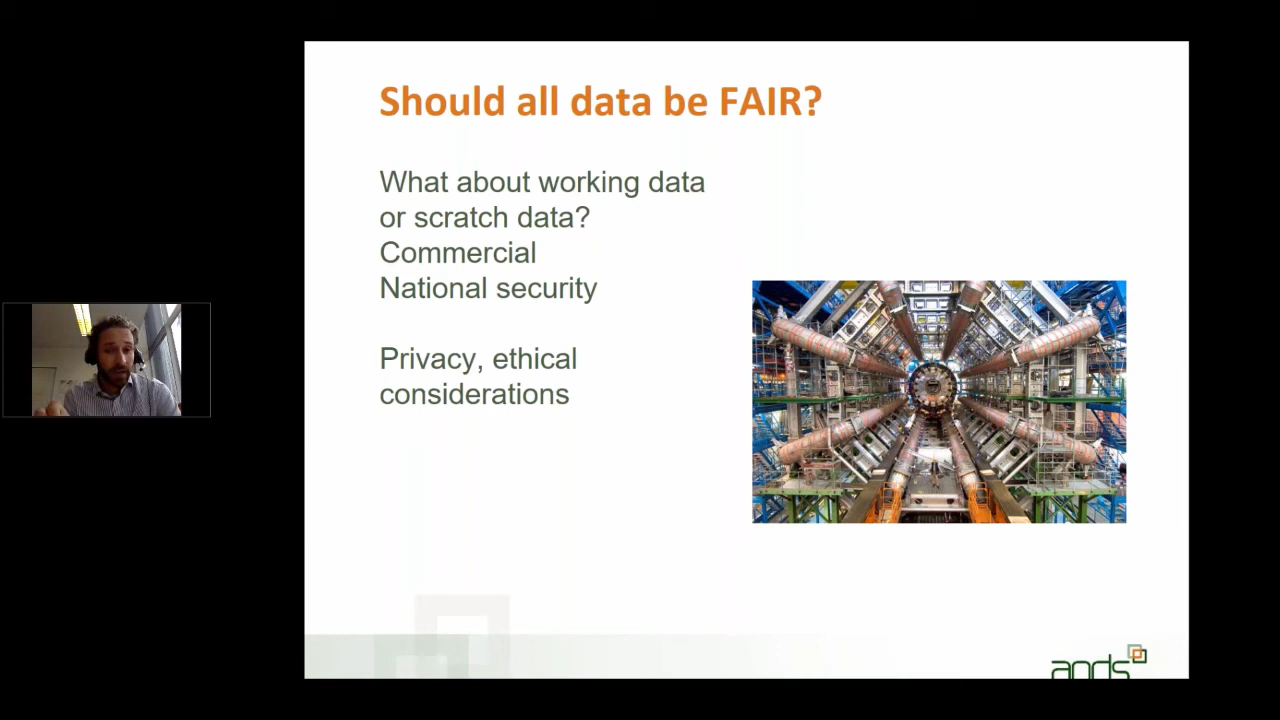 Should all data be FAIR?
What about working data
or scratch data?
Commercial
National security
Privacy, ethical
considerations
ands